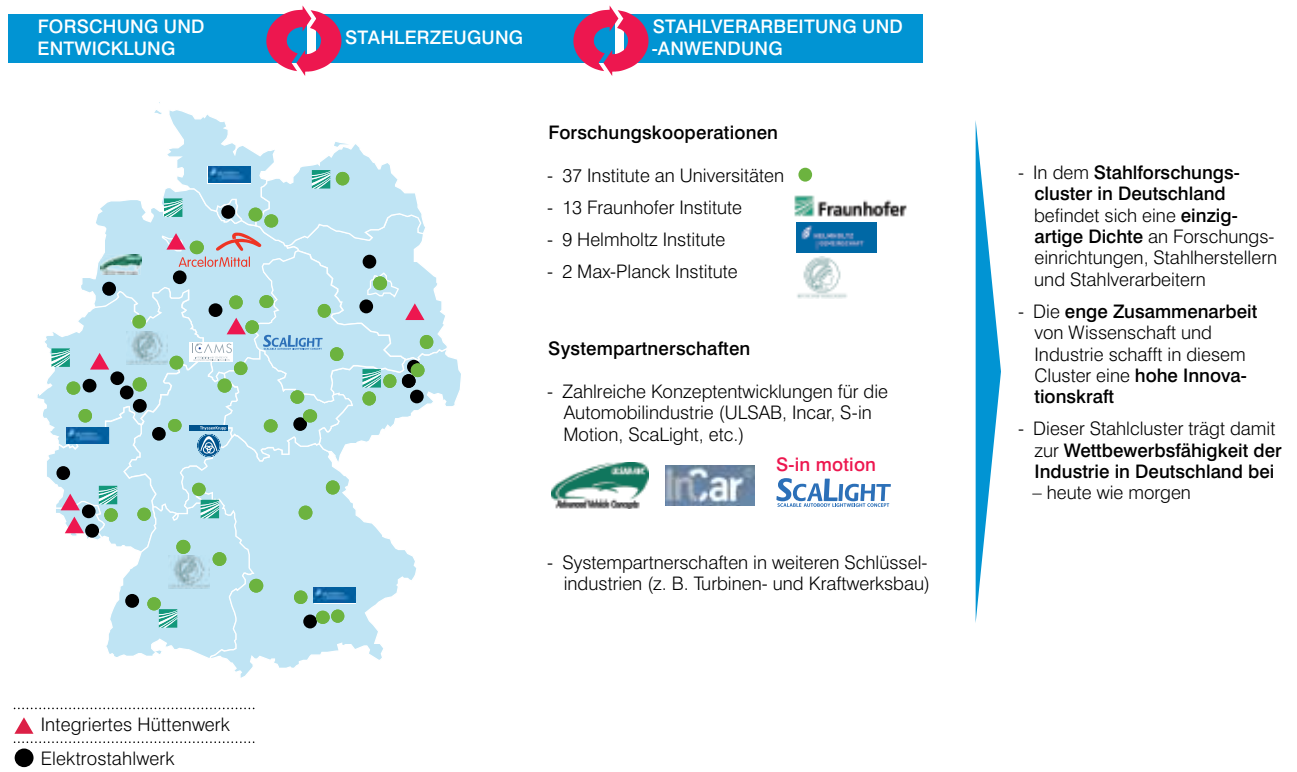 FORSCHUNG UND
ENTWICKLUNG
STAHLERZEUGUNG
STAHLVERARBEITUNG UND
-ANWENDUNG
ArcelorMittal
ICAMS
SCALIGHT
ThyssenKrupp
Integriertes Hüttenwerk
Elektrostahlwerk
Forschungskooperationen
- 37 Institute an Universitäten
- 13 Fraunhofer Institute
Fraunhofer
- 9 Helmholtz Institute
HELMHOLTZ
GEMEINSCHAFT
- 2 Max-Planck Institute
Systempartnerschaften
- Zahlreiche Konzeptentwicklungen für die
Automobilindustrie (ULSAB, Incar, S-in
Motion, ScaLight, etc.)
ULSAB-AVC
Advanced Vehicle Concepts
InCar
S-in motion
SCALIGHT
SCALABLE AUTOBODY LIGHTWEIGHT CONCEPT
- Systempartnerschaften in weiteren Schlüssel-
industrien (z. B. Turbinen- und Kraftwerksbau)
- In dem Stahlforschungs-
cluster in Deutschland
befindet sich eine einzig-
artige Dichte an Forschungs-
einrichtungen, Stahlherstellern
und Stahlverarbeitern
- Die enge Zusammenarbeit
von Wissenschaft und
Industrie schafft in diesem
Cluster eine hohe Innova-
tionskraft
- Dieser Stahlcluster trägt damit
zur Wettbewerbsfähigkeit der
Industrie in Deutschland bei
– heute wie morgen